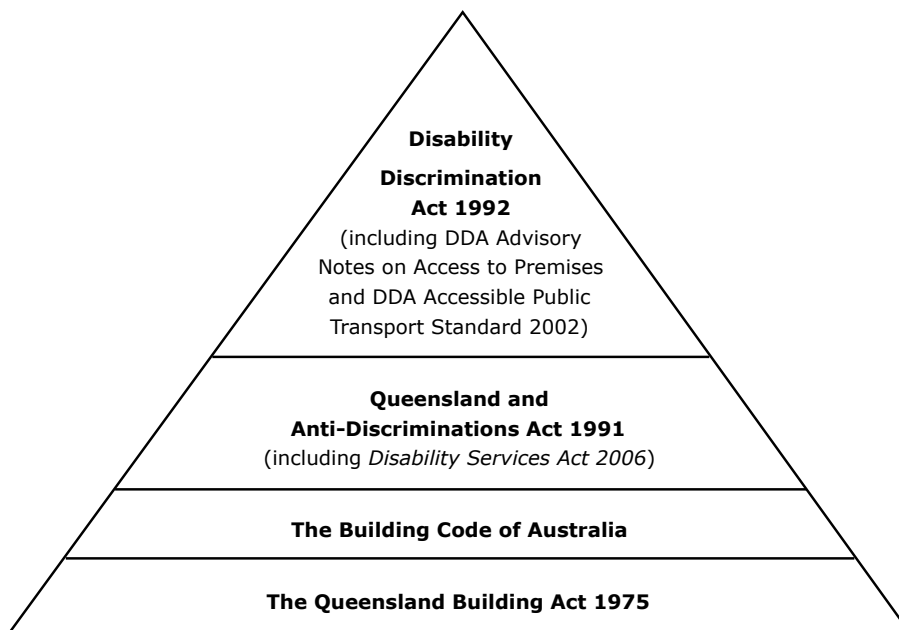 Disability
Discrimination
Act 1992
(including DDA Advisory
Notes on Access to Premises
and DDA Accessible Public
Transport Standard 2002)
Queensland and
Anti-Discriminations Act 1991
(including Disability Services Act 2006)
The Building Code of Australia
The Queensland Building Act 1975